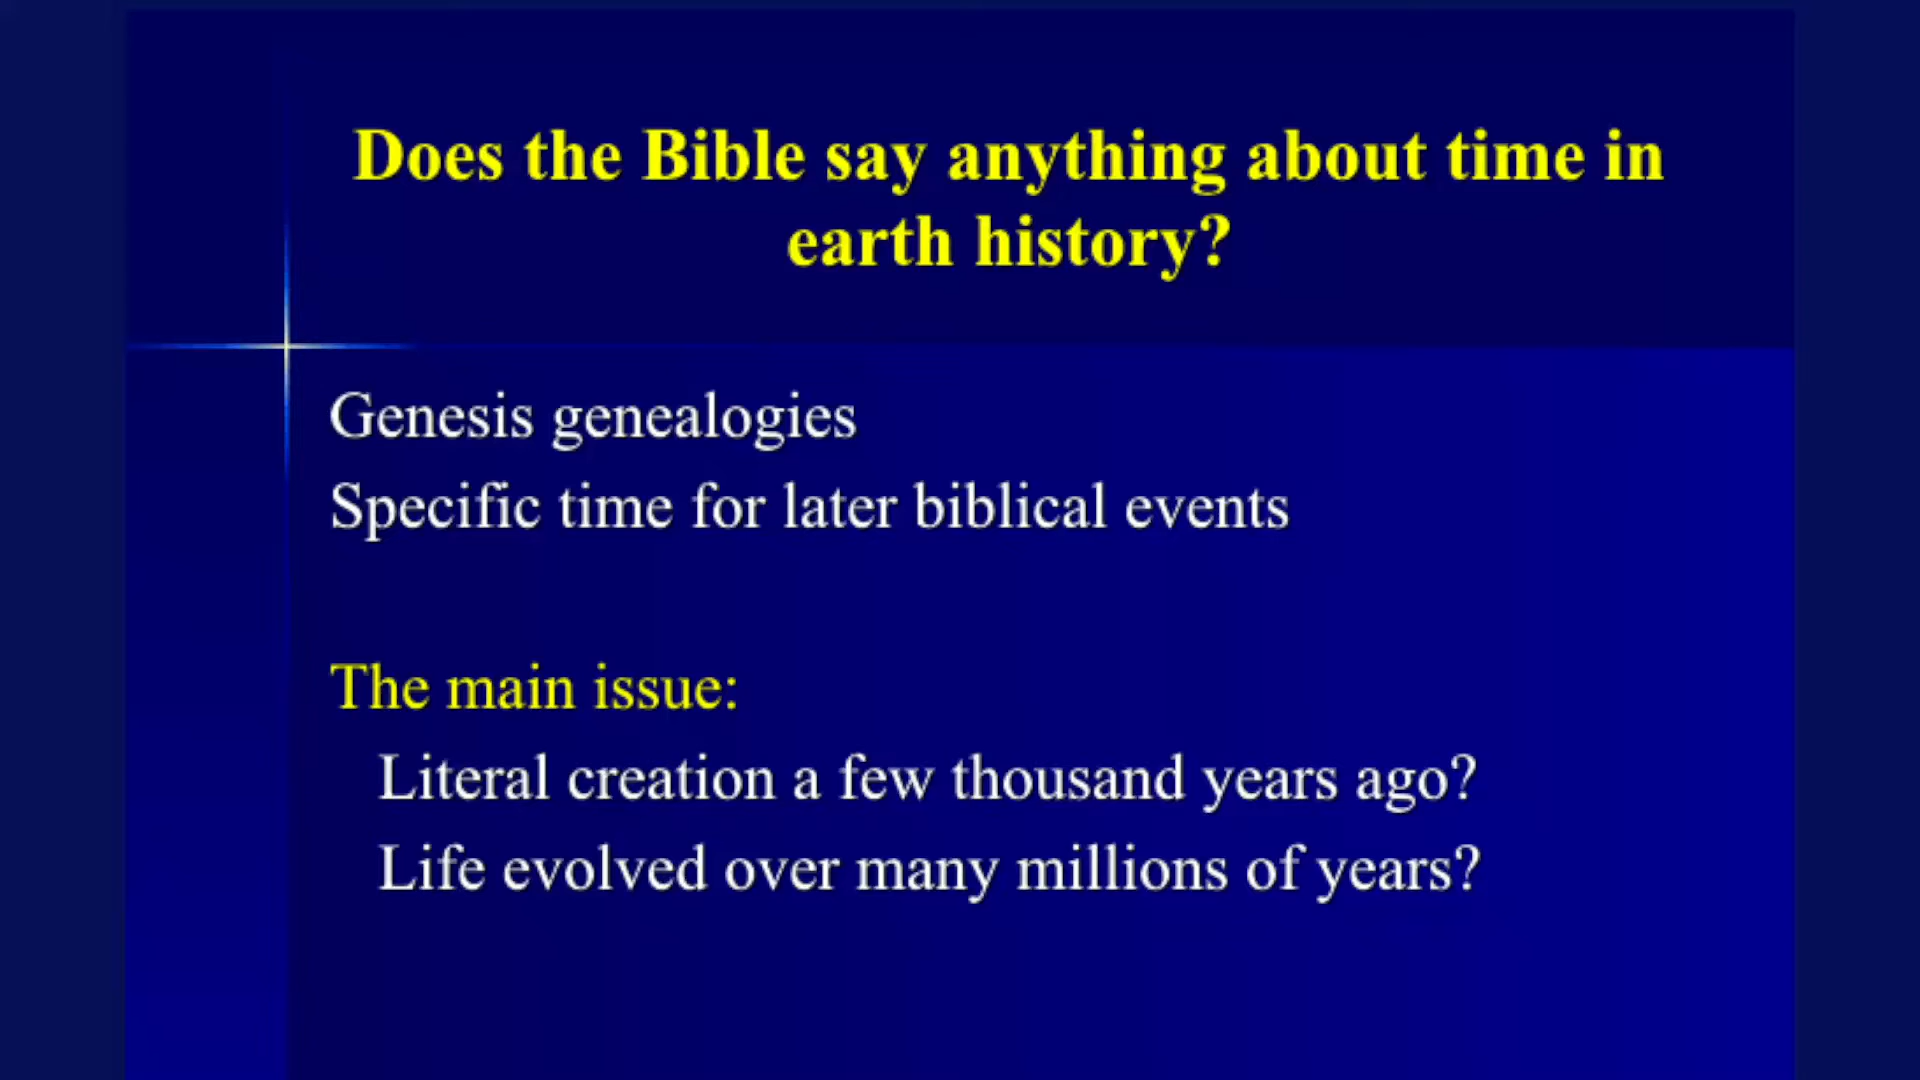 Does the Bible say anything about time in
earth history?
Genesis genealogies
Specific time for later biblical events
The main issue:
Literal creation a few thousand years ago?
Life evolved over many millions of years?